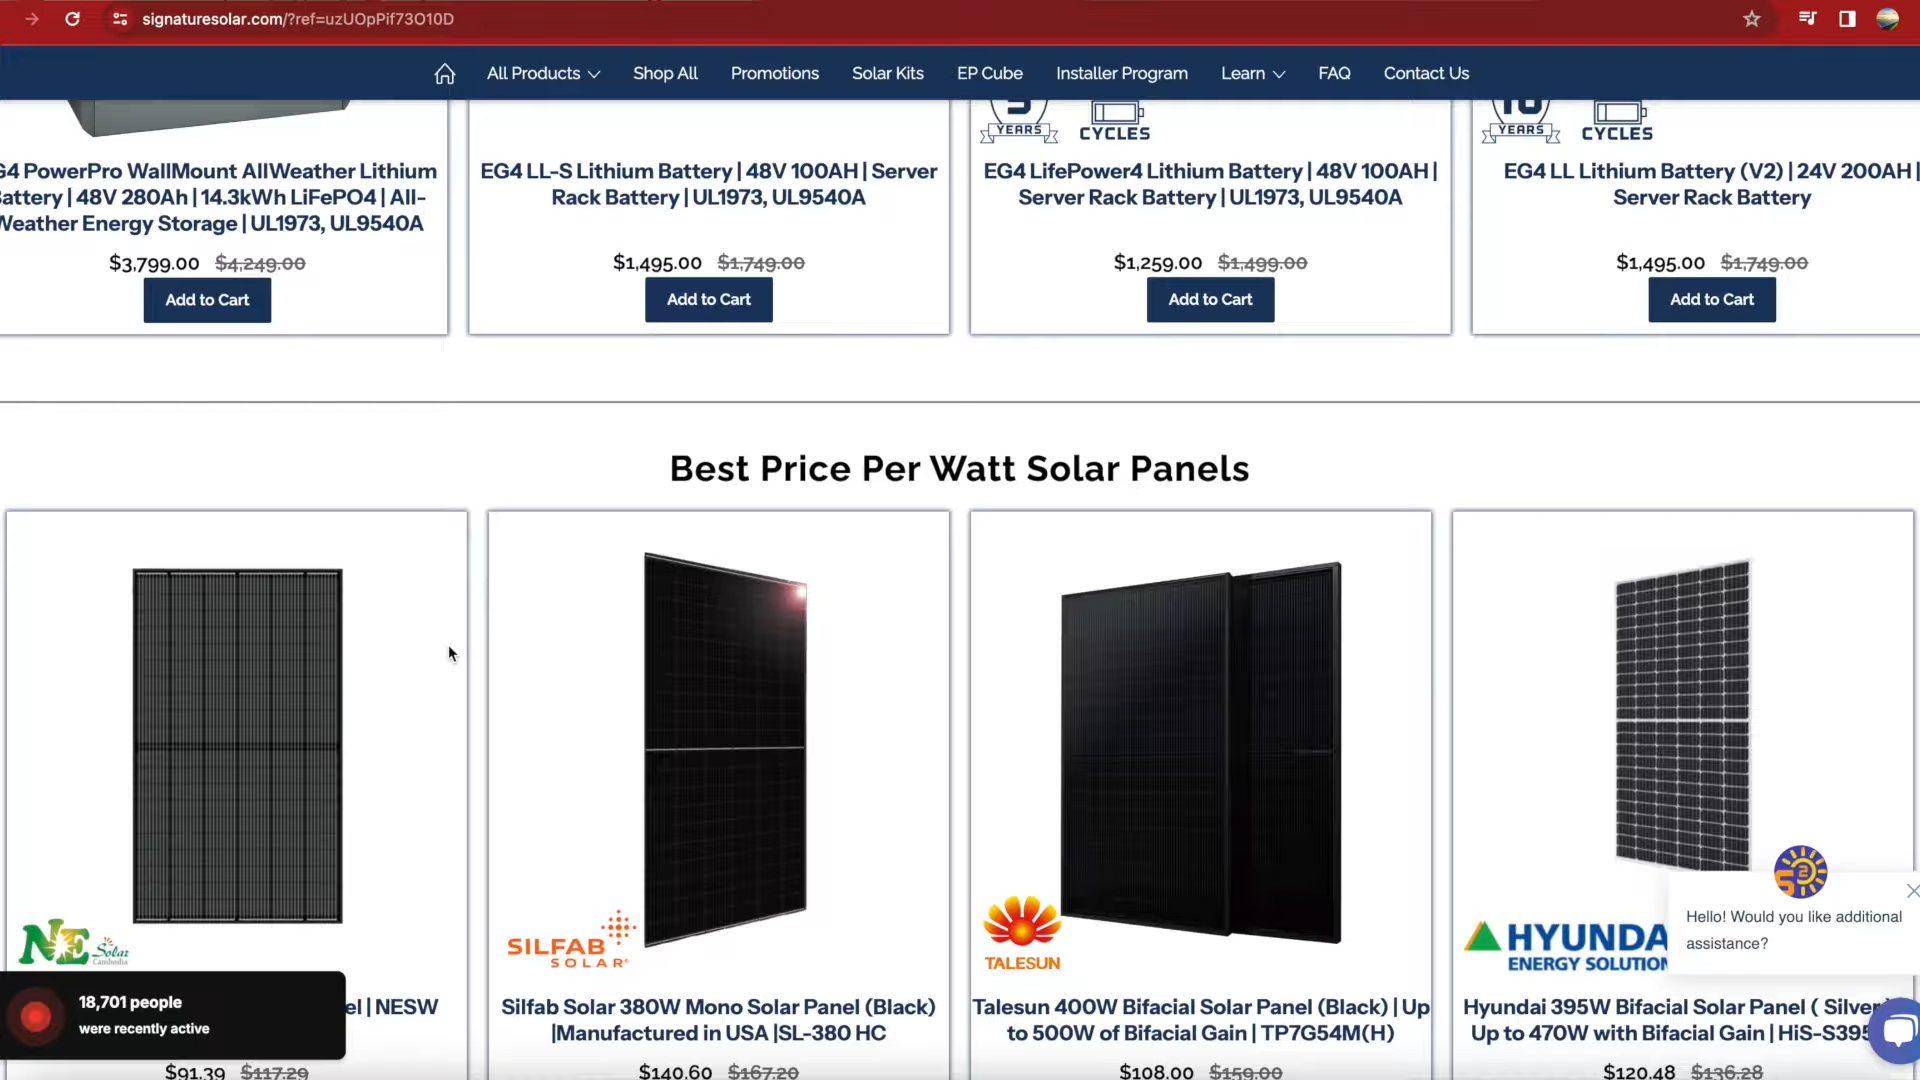 signaturesolar.com/?ref=uzUOpPif73O10D
All Products
Shop All
Promotions
Solar Kits
EP Cube
Installer Program
Learn
FAQ
Contact Us
YEARS
CYCLES
YEARS
CYCLES
G4 PowerPro WallMount AllWeather Lithium
Battery | 48V 280Ah | 14.3kWh LiFePO4 | All-
Weather Energy Storage | UL1973, UL9540A
$3,799.00 $4,249.00
Add to Cart
EG4 LL-S Lithium Battery | 48V 100AH | Server
Rack Battery | UL1973, UL9540A
$1,495.00 $1,749.00
Add to Cart
EG4 LifePower4 Lithium Battery | 48V 100AH |
Server Rack Battery | UL1973, UL9540A
$1,259.00 $1,499.00
Add to Cart
EG4 LL Lithium Battery (V2) | 24V 200AH |
Server Rack Battery
$1,495.00 $1,749.00
Add to Cart
Best Price Per Watt Solar Panels
NE Solar
Cambodia
el | NESW
$91.39 $117.29
18,701 people
were recently active
SILFAB
SOLAR
Silfab Solar 380W Mono Solar Panel (Black)
|Manufactured in USA |SL-380 HC
$140.60 $167.20
TALESUN
Talesun 400W Bifacial Solar Panel (Black) | Up
to 500W of Bifacial Gain | TP7G54M(H)
$108.00 $159.00
HYUNDA
ENERGY SOLUTION
Hyundai 395W Bifacial Solar Panel ( Silver
Up to 470W with Bifacial Gain | HiS-S395
$120.48 $136.28
Hello! Would you like additional
assistance?